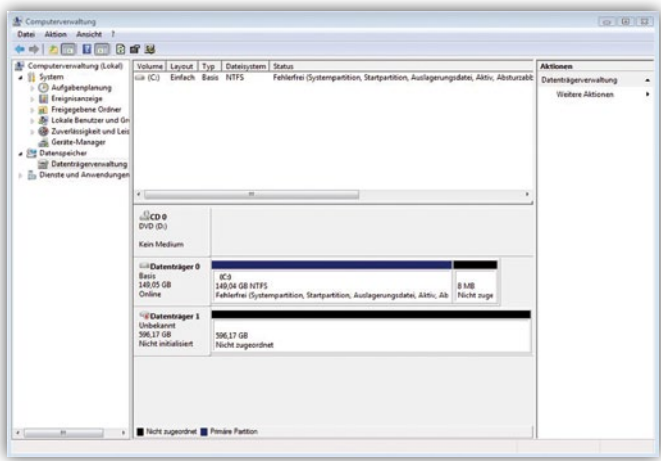 Computerverwaltung
Datei Aktion Ansicht ?
Computerverwaltung (Lokal)
System
Aufgabenplanung
Ereignisanzeige
Freigegebene Ordner
Lokale Benutzer und Gr
Zuverlässigkeit und Leis
Geräte-Manager
Datenspeicher
Datenträgerverwaltung
Dienste und Anwendungen
Volume Layout Typ Dateisystem Status
(C:) Einfach Basis NTFS Fehlerfrei (Systempartition, Startpartition, Auslagerungsdatei, Aktiv, Absturzabb
CD 0
DVD (D:)
Kein Medium
Datenträger 0
Basis
149,05 GB
Online
(C:)
149,04 GB NTFS
Fehlerfrei (Systempartition, Startpartition, Auslagerungsdatei, Aktiv, Ab
8 MB
Nicht zuge
Datenträger 1
Unbekannt
596,17 GB
Nicht initialisiert
596,17 GB
Nicht zugeordnet
Nicht zugeordnet Primäre Partition
Aktionen
Datenträgerverwaltung
Weitere Aktionen